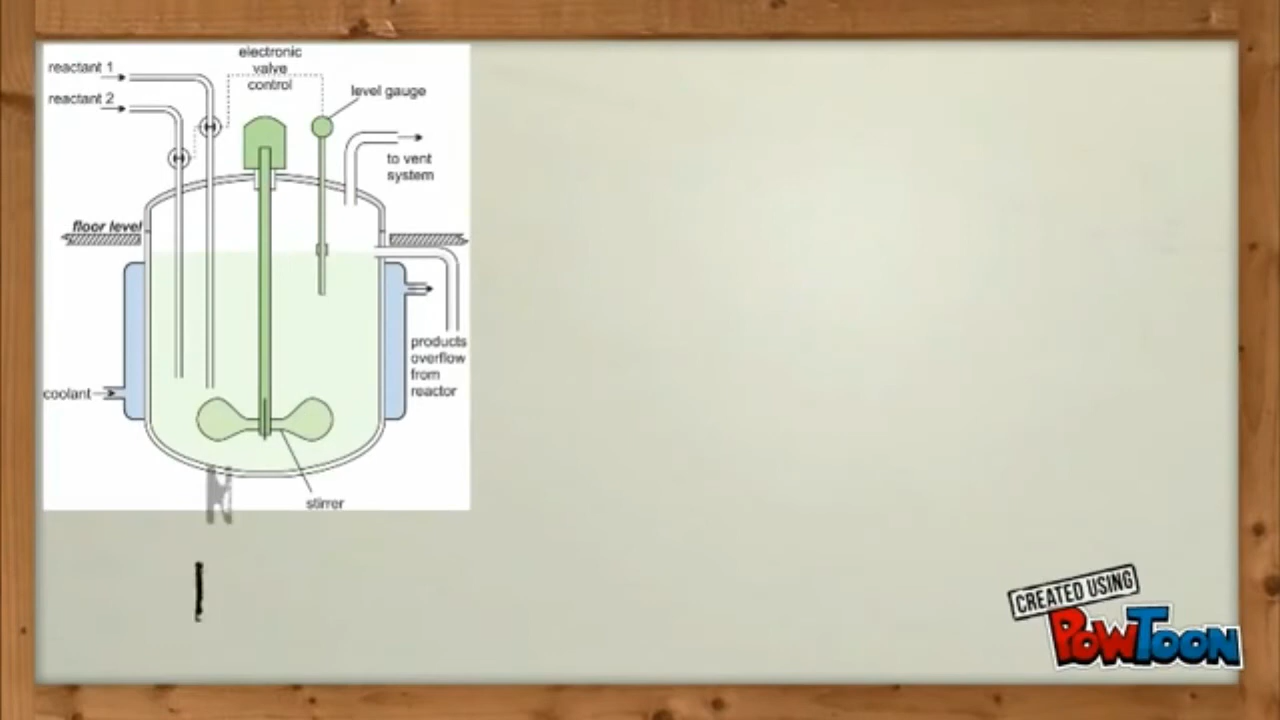 electronic
valve
control
reactant 1
reactant 2
level gauge
to vent
system
floor level
coolant
products
overflow
from
reactor
stirrer
CREATED USING
POWTOON